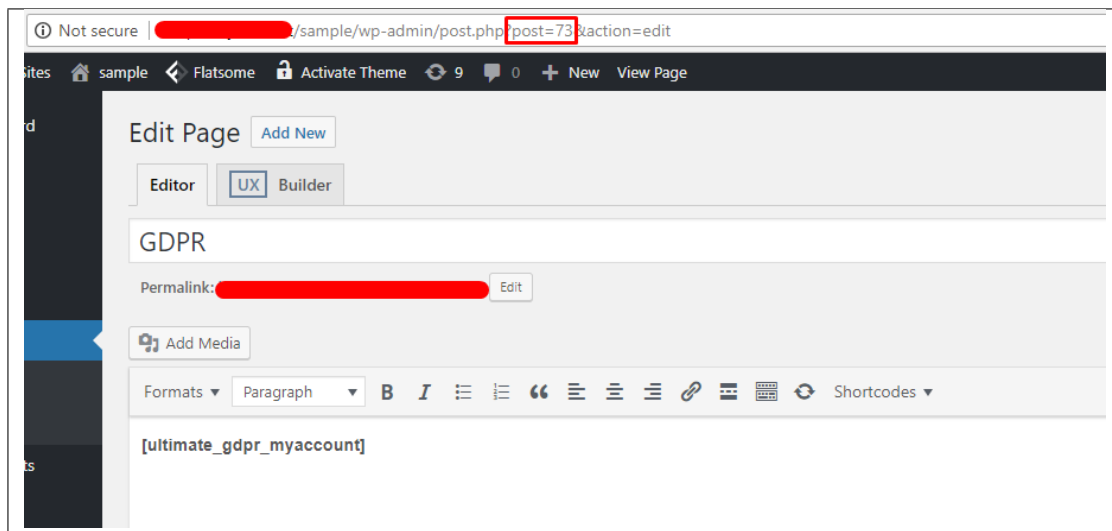 Not secure /sample/wp-admin/post.php?post=73&action=edit
ites sample Flatsome Activate Theme 9 0 New View Page
rd
Edit Page Add New
Editor UX Builder
GDPR
Permalink: Edit
Add Media
Formats Paragraph B I Shortcodes
[ultimate_gdpr_myaccount]
ts